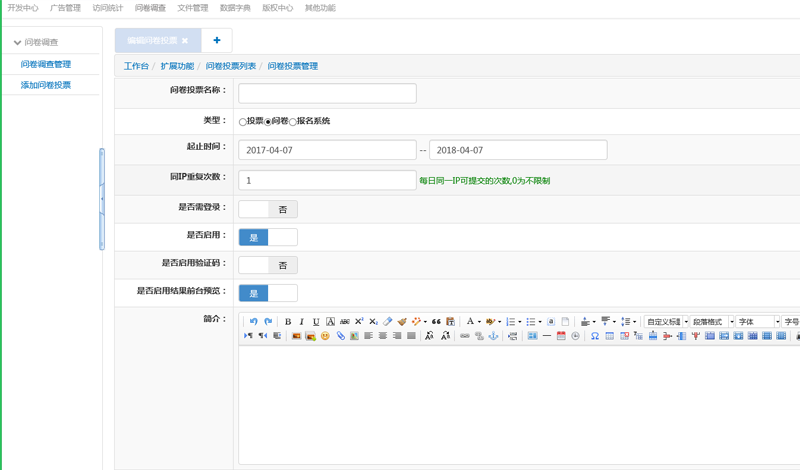 开发中心 广告管理 访问统计 问卷调查 文件管理 数据字典 版权中心 其他功能
问卷调查
问卷调查管理
添加问卷投票
编辑问卷投票 ×
+
工作台 / 扩展功能 / 问卷投票列表 / 问卷投票管理
问卷投票名称：
类型： 投票 问卷 报名系统
起止时间： 2017-04-07 -- 2018-04-07
同IP重复次数： 1 每日同一IP可提交的次数,0为不限制
是否需登录： 否
是否启用： 是
是否启用验证码： 否
是否启用结果前台预览： 是
简介：
自定义标题 段落格式 字体 字号